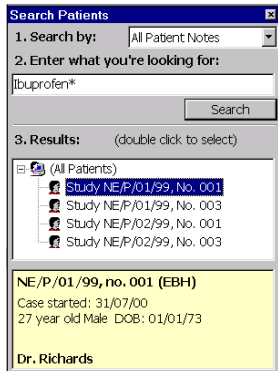 Search Patients
1. Search by: All Patient Notes
2. Enter what you're looking for:
Ibuprofen*
Search
3. Results: (double click to select)
(All Patients)
Study NE/P/01/99, No. 001
Study NE/P/01/99, No. 003
Study NE/P/02/99, No. 001
Study NE/P/02/99, No. 003
NE/P/01/99, no. 001 (EBH)
Case started: 31/07/00
27 year old Male DOB: 01/01/73
Dr. Richards